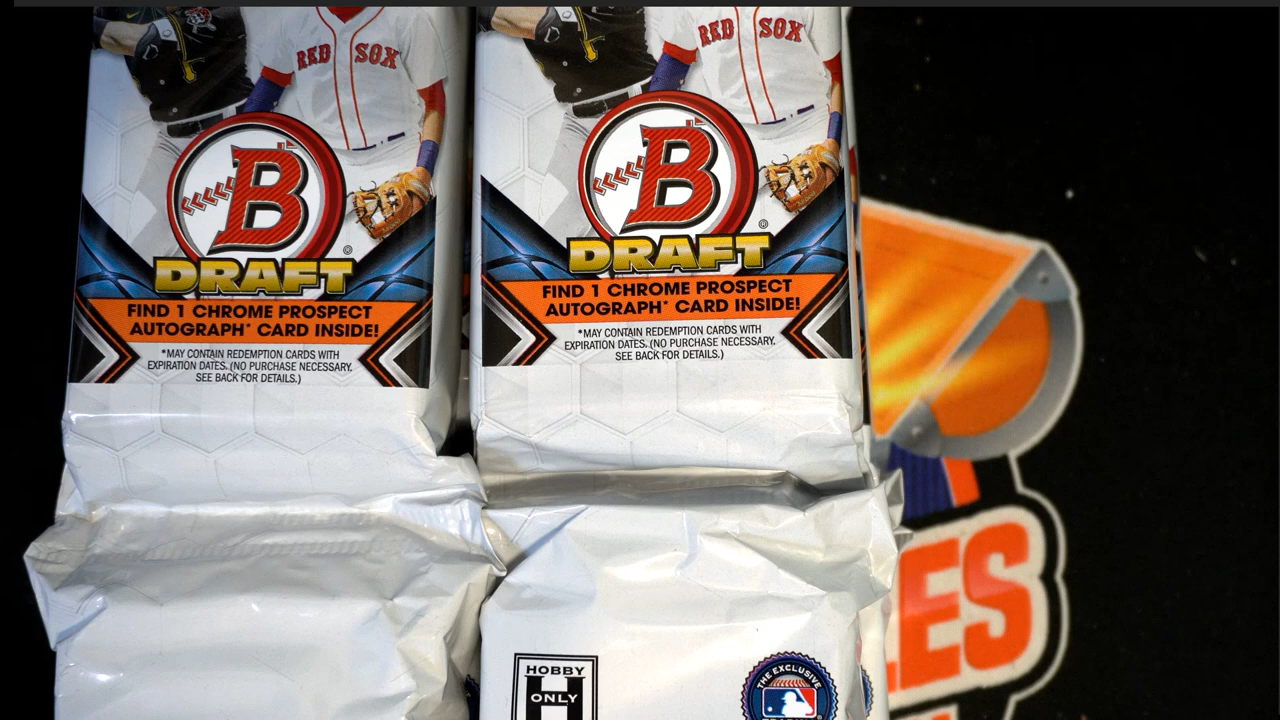 RED SOX
B
®
DRAFT
FIND 1 CHROME PROSPECT
AUTOGRAPH* CARD INSIDE!
*MAY CONTAIN REDEMPTION CARDS WITH
EXPIRATION DATES. (NO PURCHASE NECESSARY.
SEE BACK FOR DETAILS.)
RED SOX
B
®
DRAFT
FIND 1 CHROME PROSPECT
AUTOGRAPH* CARD INSIDE!
*MAY CONTAIN REDEMPTION CARDS WITH
EXPIRATION DATES. (NO PURCHASE NECESSARY.
SEE BACK FOR DETAILS.)
HOBBY
H
ONLY
THE EXCLUSIVE
LES